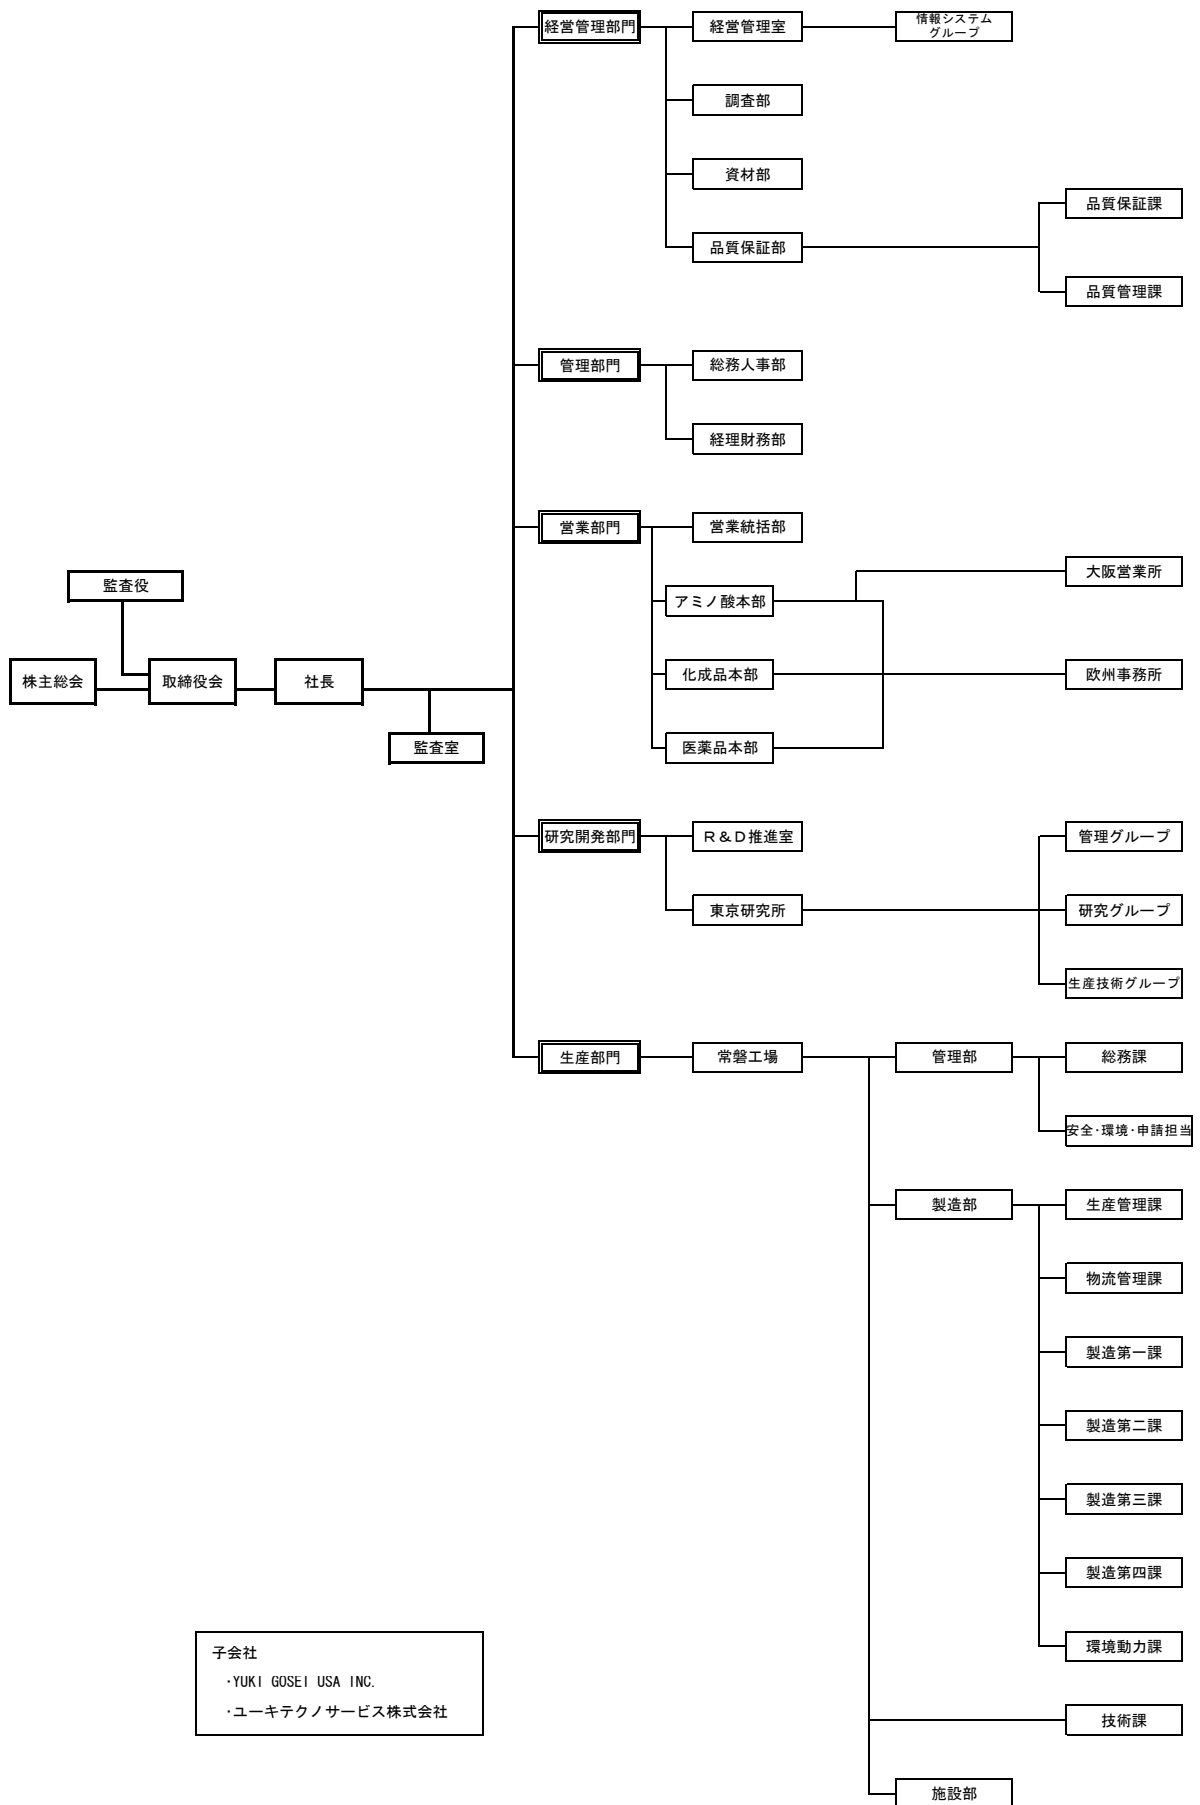 経営管理部門
経営管理室
情報システム
グループ
調査部
資材部
品質保証課
品質保証部
品質管理課
管理部門
総務人事部
経理財務部
営業部門
営業統括部
大阪営業所
監査役
アミノ酸本部
株主総会
取締役会
社長
化成品本部
欧州事務所
監査室
医薬品本部
研究開発部門
R&D推進室
管理グループ
東京研究所
研究グループ
生産技術グループ
生産部門
常磐工場
管理部
総務課
安全・環境・申請担当
製造部
生産管理課
物流管理課
製造第一課
製造第二課
製造第三課
製造第四課
環境動力課
子会社
・YUKI GOSEI USA INC.
・ユーキテクノサービス株式会社
技術課
施設部